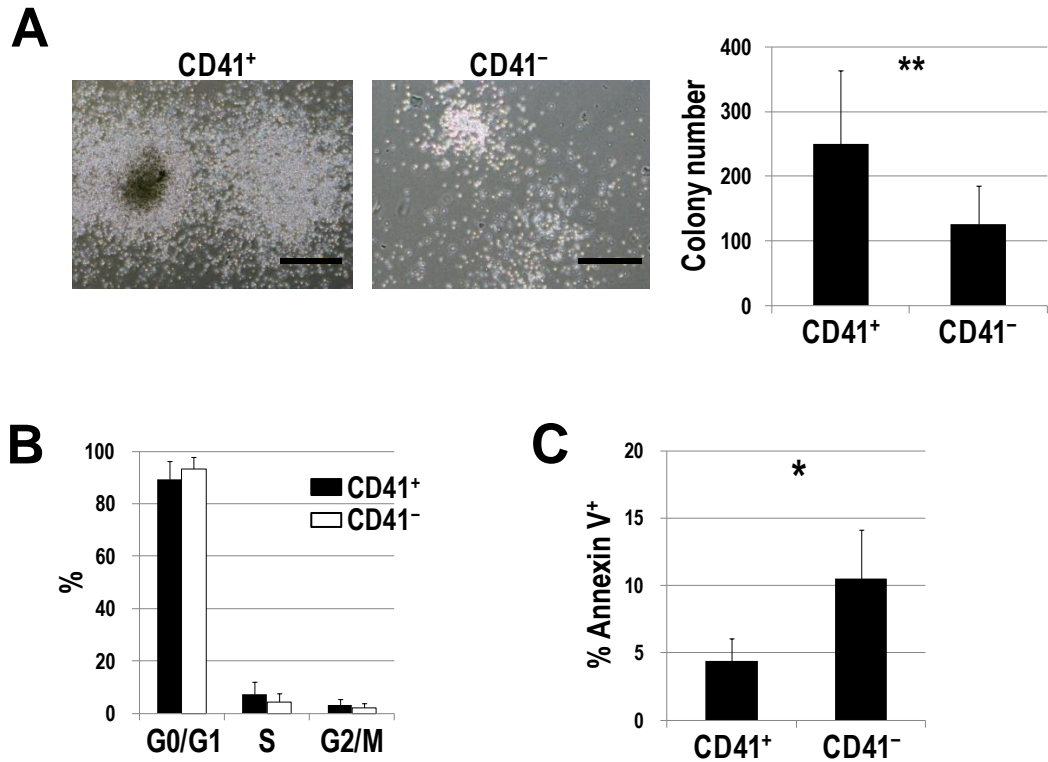 A
CD41⁺
CD41⁻
Colony number
400
300
200
100
0
**
CD41⁺
CD41⁻
B
%
100
80
60
40
20
0
CD41⁺
CD41⁻
G0/G1 S G2/M
C
% Annexin V⁺
20
15
10
5
0
*
CD41⁺
CD41⁻